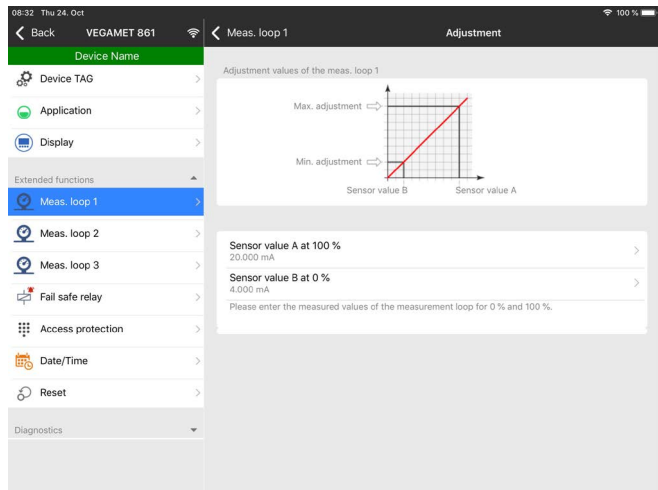 08:32 Thu 24. Oct
100 %
Back
VEGAMET 861
Meas. loop 1
Adjustment
Device Name
Device TAG
Application
Display
Extended functions
Meas. loop 1
Meas. loop 2
Meas. loop 3
Fail safe relay
Access protection
Date/Time
Reset
Diagnostics
Adjustment values of the meas. loop 1
Max. adjustment
Min. adjustment
Sensor value B
Sensor value A
Sensor value A at 100 %
20.000 mA
Sensor value B at 0 %
4.000 mA
Please enter the measured values of the measurement loop for 0 % and 100 %.